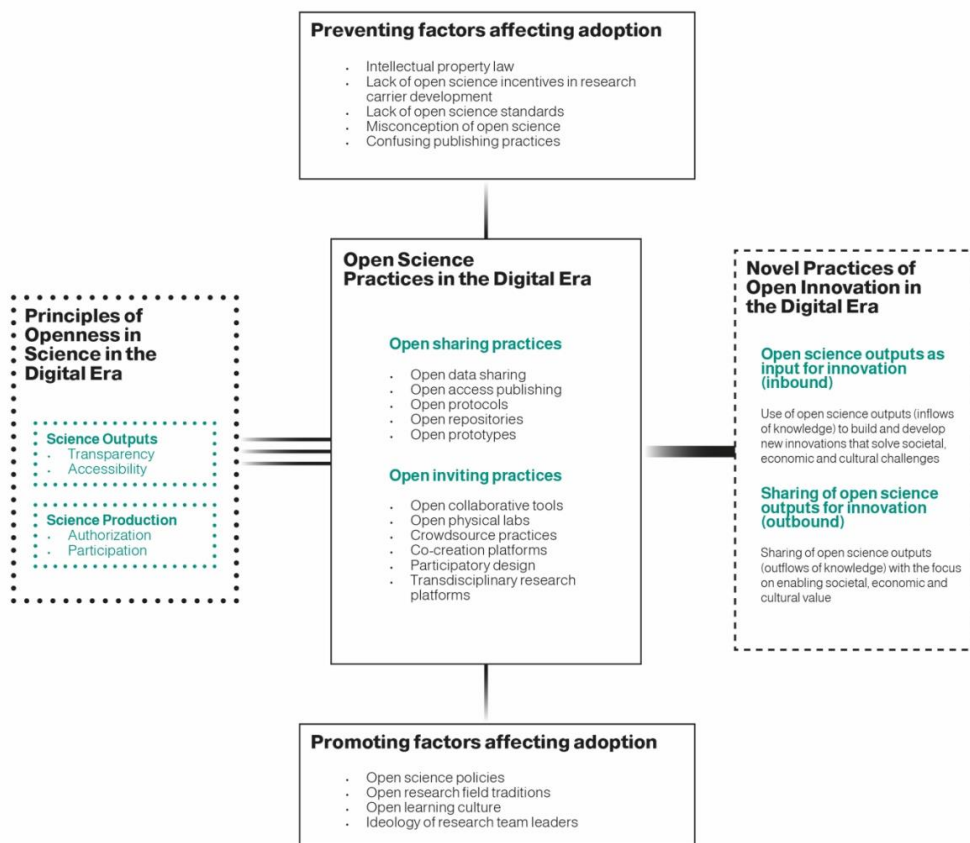 Preventing factors affecting adoption
• Intellectual property law
• Lack of open science incentives in research
carrier development
• Lack of open science standards
• Misconception of open science
• Confusing publishing practices
Principles of
Openness in
Science in the
Digital Era
Science Outputs
• Transparency
• Accessibility
Science Production
• Authorization
• Participation
Open Science
Practices in the Digital Era
Open sharing practices
• Open data sharing
• Open access publishing
• Open protocols
• Open repositories
• Open prototypes
Open inviting practices
• Open collaborative tools
• Open physical labs
• Crowdsource practices
• Co-creation platforms
• Participatory design
• Transdisciplinary research
platforms
Novel Practices of
Open Innovation in
the Digital Era
Open science outputs as
input for innovation
(inbound)
Use of open science outputs (inflows
of knowledge) to build and develop
new innovations that solve societal,
economic and cultural challenges
Sharing of open science
outputs for innovation
(outbound)
Sharing of open science outputs
(outflows of knowledge) with the focus
on enabling societal, economic and
cultural value
Promoting factors affecting adoption
• Open science policies
• Open research field traditions
• Open learning culture
• Ideology of research team leaders